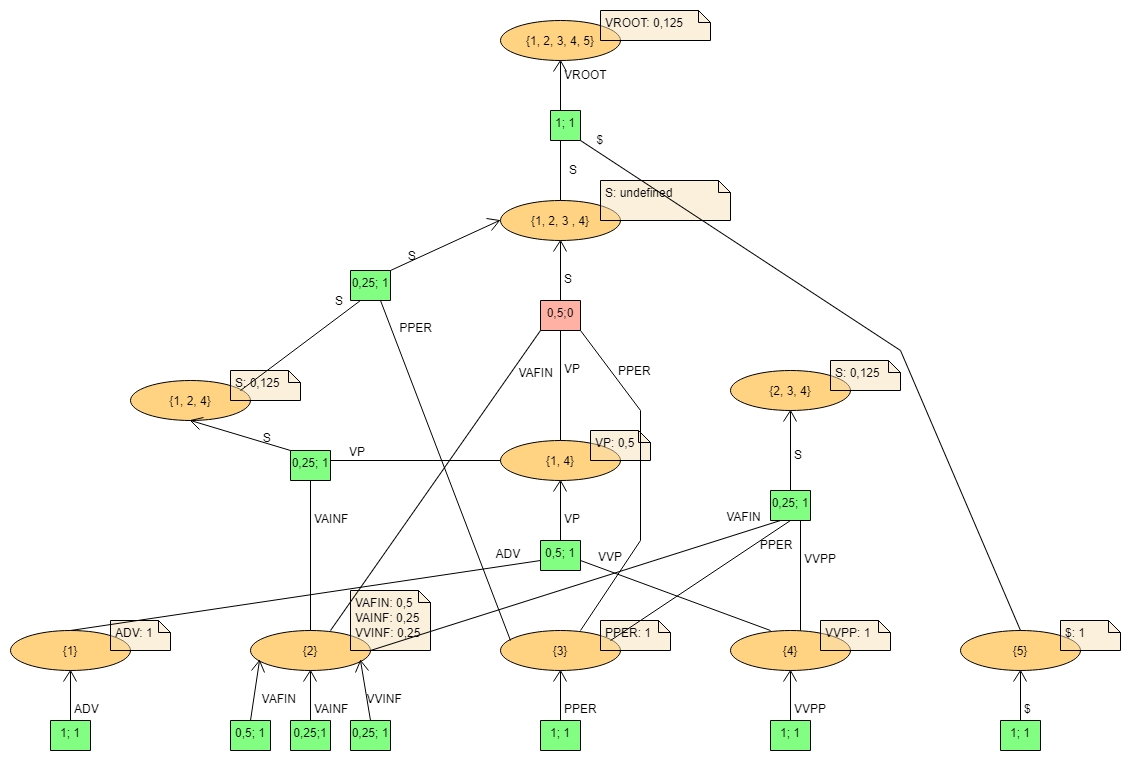 VROOT: 0,125
{1, 2, 3, 4, 5}
VROOT
1; 1
$
S
S: undefined
{1, 2, 3 , 4}
S
S
0,25; 1
S
0,5;0
PPER
VAFIN
VP
PPER
S: 0,125
{1, 2, 4}
S: 0,125
{2, 3, 4}
S
VP
0,25; 1
VP: 0,5
{1, 4}
S
0,25; 1
VAINF
VP
VAFIN
PPER
VVPP
ADV
0,5; 1
VVP
VAFIN: 0,5
VAINF: 0,25
VVINF: 0,25
ADV: 1
{1}
{2}
PPER: 1
{3}
VVPP: 1
{4}
$: 1
{5}
ADV
VAFIN
VAINF
VVINF
PPER
VVPP
$
1; 1
0,5; 1
0,25;1
0,25; 1
1; 1
1; 1
1; 1